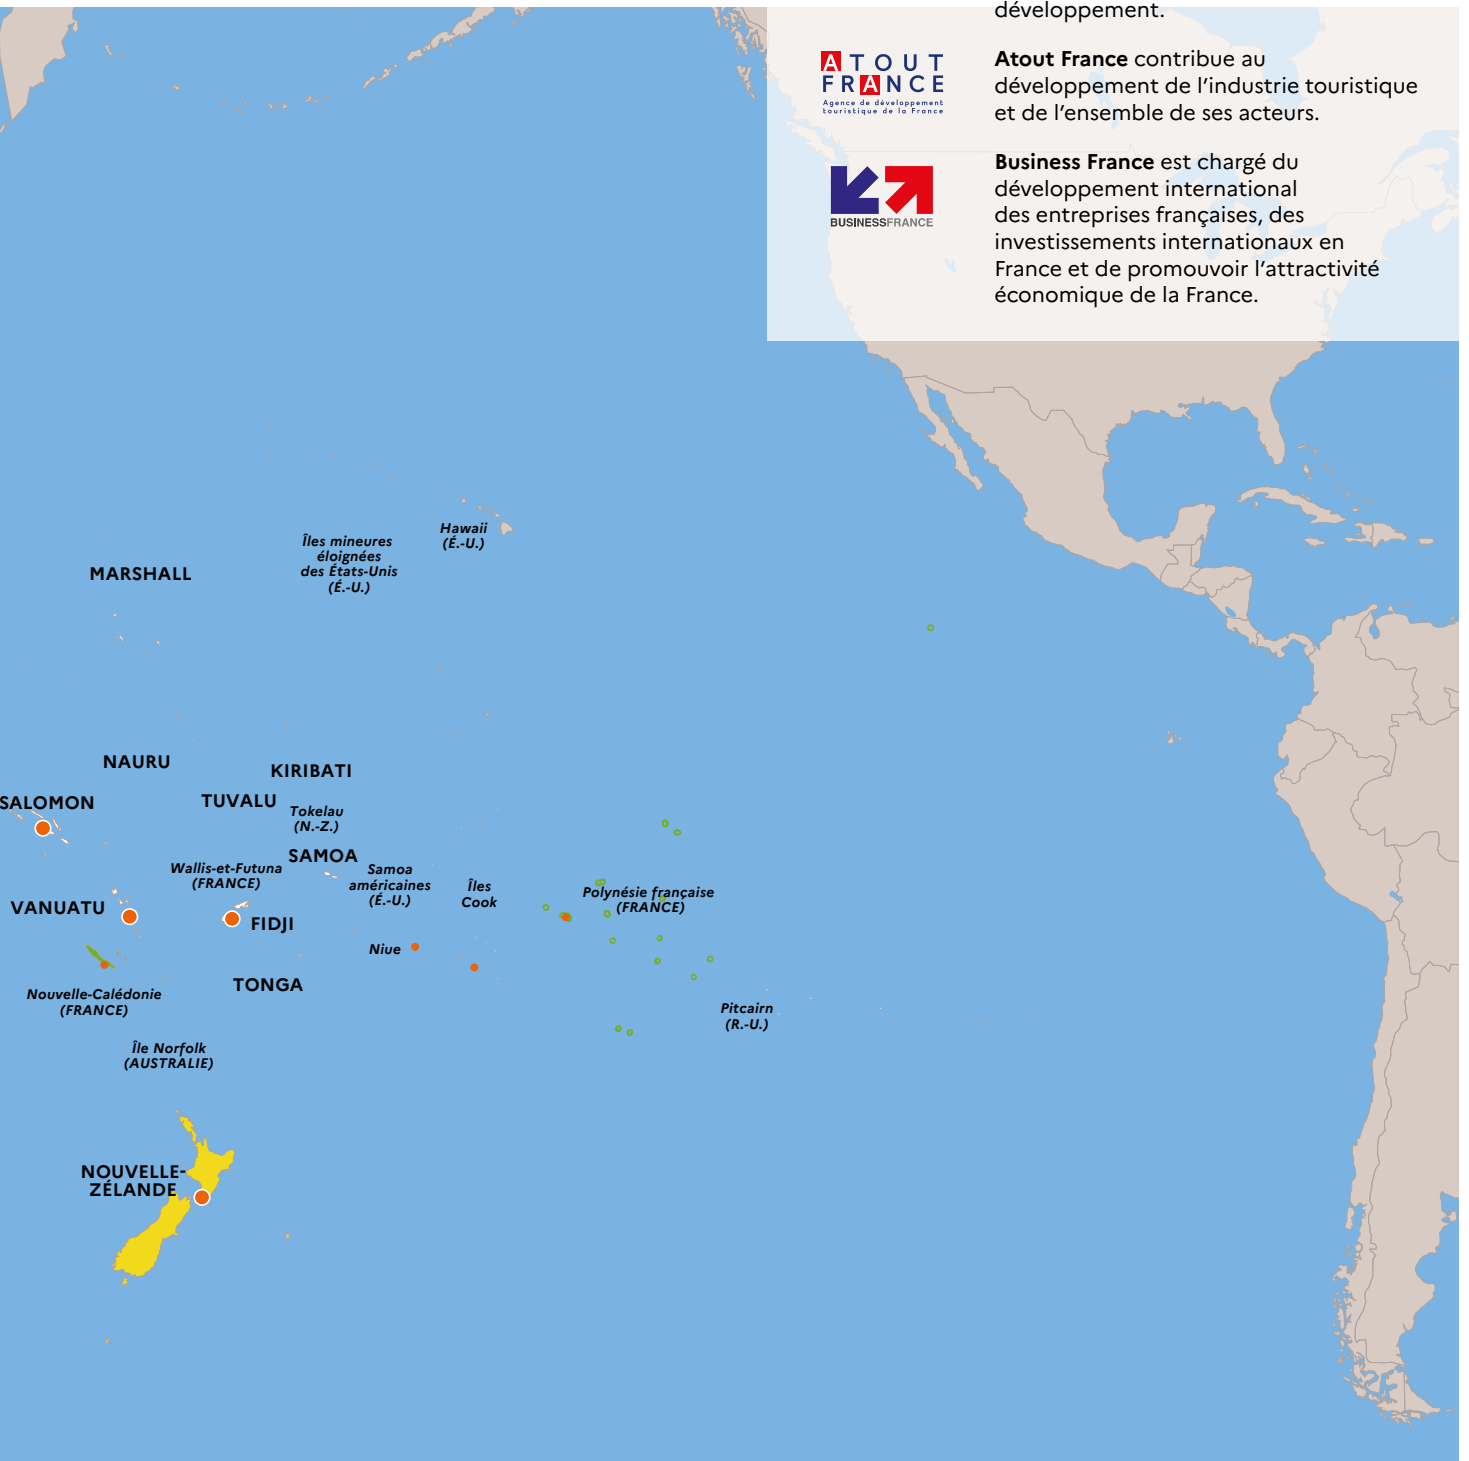 développement.
A TOUT
FRANCE
Agence de développement
touristique de la France
Atout France contribue au
développement de l'industrie touristique
et de l'ensemble de ses acteurs.
BUSINESSFRANCE
Business France est chargé du
développement international
des entreprises françaises, des
investissements internationaux en
France et de promouvoir l'attractivité
économique de la France.
Hawaii
(É.-U.)
Îles mineures
éloignées
des États-Unis
(É.-U.)
MARSHALL
NAURU
KIRIBATI
SALOMON
TUVALU
Tokelau
(N.-Z.)
SAMOA
Wallis-et-Futuna
(FRANCE)
Samoa
américaines
(É.-U.)
Îles
Cook
Polynésie française
(FRANCE)
VANUATU
FIDJI
Niue
TONGA
Nouvelle-Calédonie
(FRANCE)
Pitcairn
(R.-U.)
Île Norfolk
(AUSTRALIE)
NOUVELLE-
ZÉLANDE